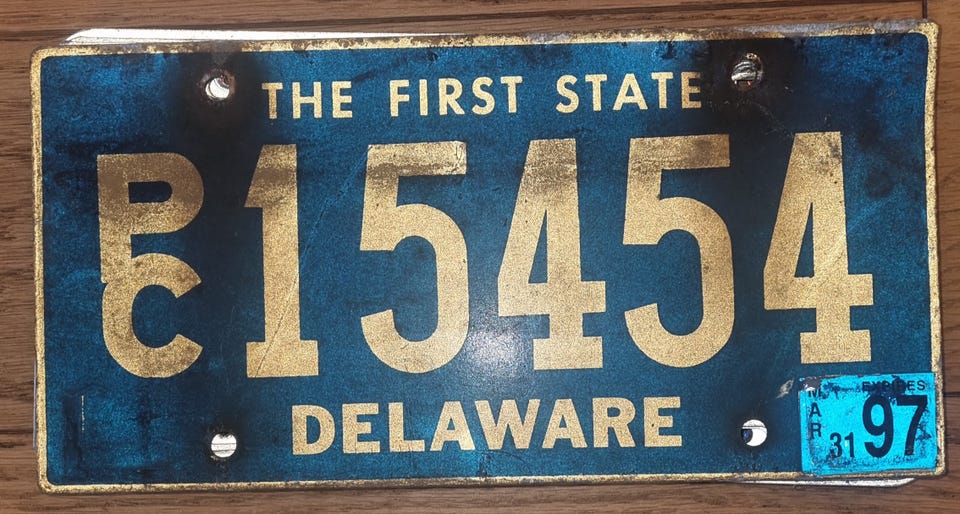 THE FIRST STATE
PC 15454
DELAWARE
MAR 31 EXPIRES 97